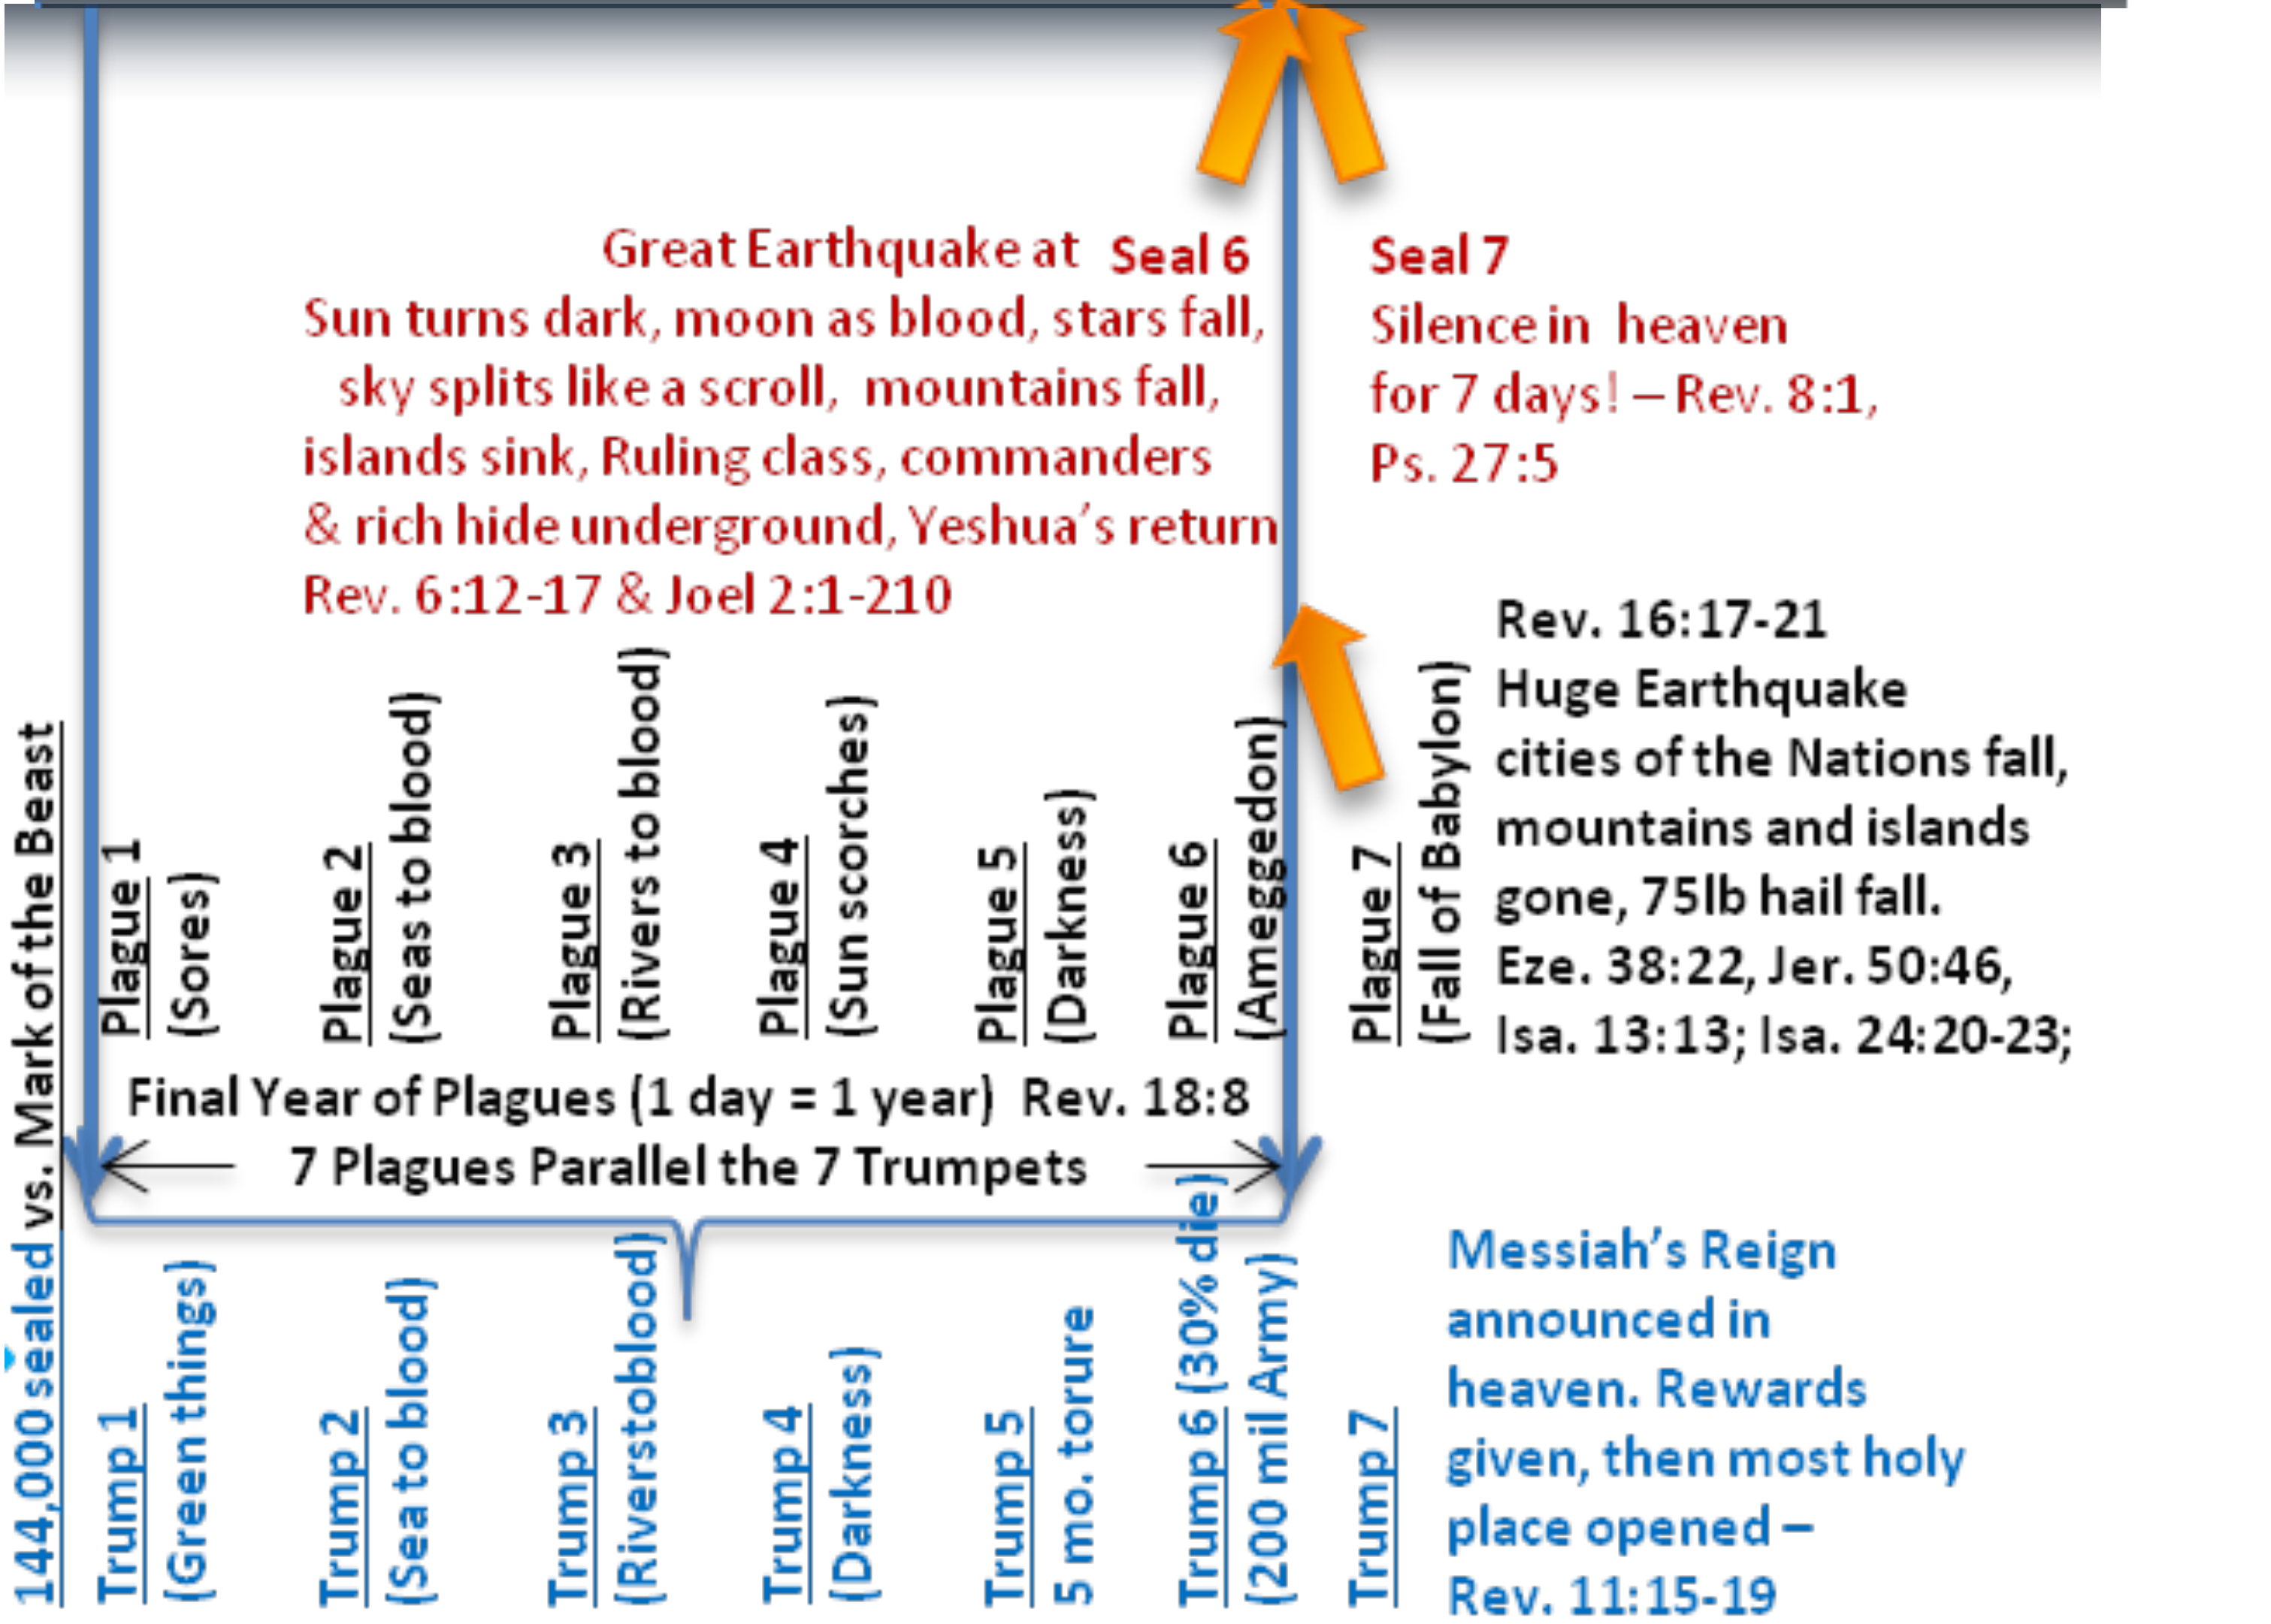 Great Earthquake at Seal 6
Sun turns dark, moon as blood, stars fall,
sky splits like a scroll, mountains fall,
islands sink, Ruling class, commanders
& rich hide underground, Yeshua's return
Rev. 6:12-17 & Joel 2:1-210
Seal 7
Silence in heaven
for 7 days! – Rev. 8:1,
Ps. 27:5
144,000 sealed vs. Mark of the Beast
Plague 1
(Sores)
Plague 2
(Seas to blood)
Plague 3
(Rivers to blood)
Plague 4
(Sun scorches)
Plague 5
(Darkness)
Plague 6
(Ameggedon)
Plague 7
(Fall of Babylon)
Rev. 16:17-21
Huge Earthquake
cities of the Nations fall,
mountains and islands
gone, 75lb hail fall.
Eze. 38:22, Jer. 50:46,
Isa. 13:13; Isa. 24:20-23;
Final Year of Plagues (1 day = 1 year) Rev. 18:8
7 Plagues Parallel the 7 Trumpets
Trump 1
(Green things)
Trump 2
(Sea to blood)
Trump 3
(Riverstoblood)
Trump 4
(Darkness)
Trump 5
5 mo. torure
Trump 6 (30% die)
(200 mil Army)
Trump 7
Messiah's Reign
announced in
heaven. Rewards
given, then most holy
place opened –
Rev. 11:15-19